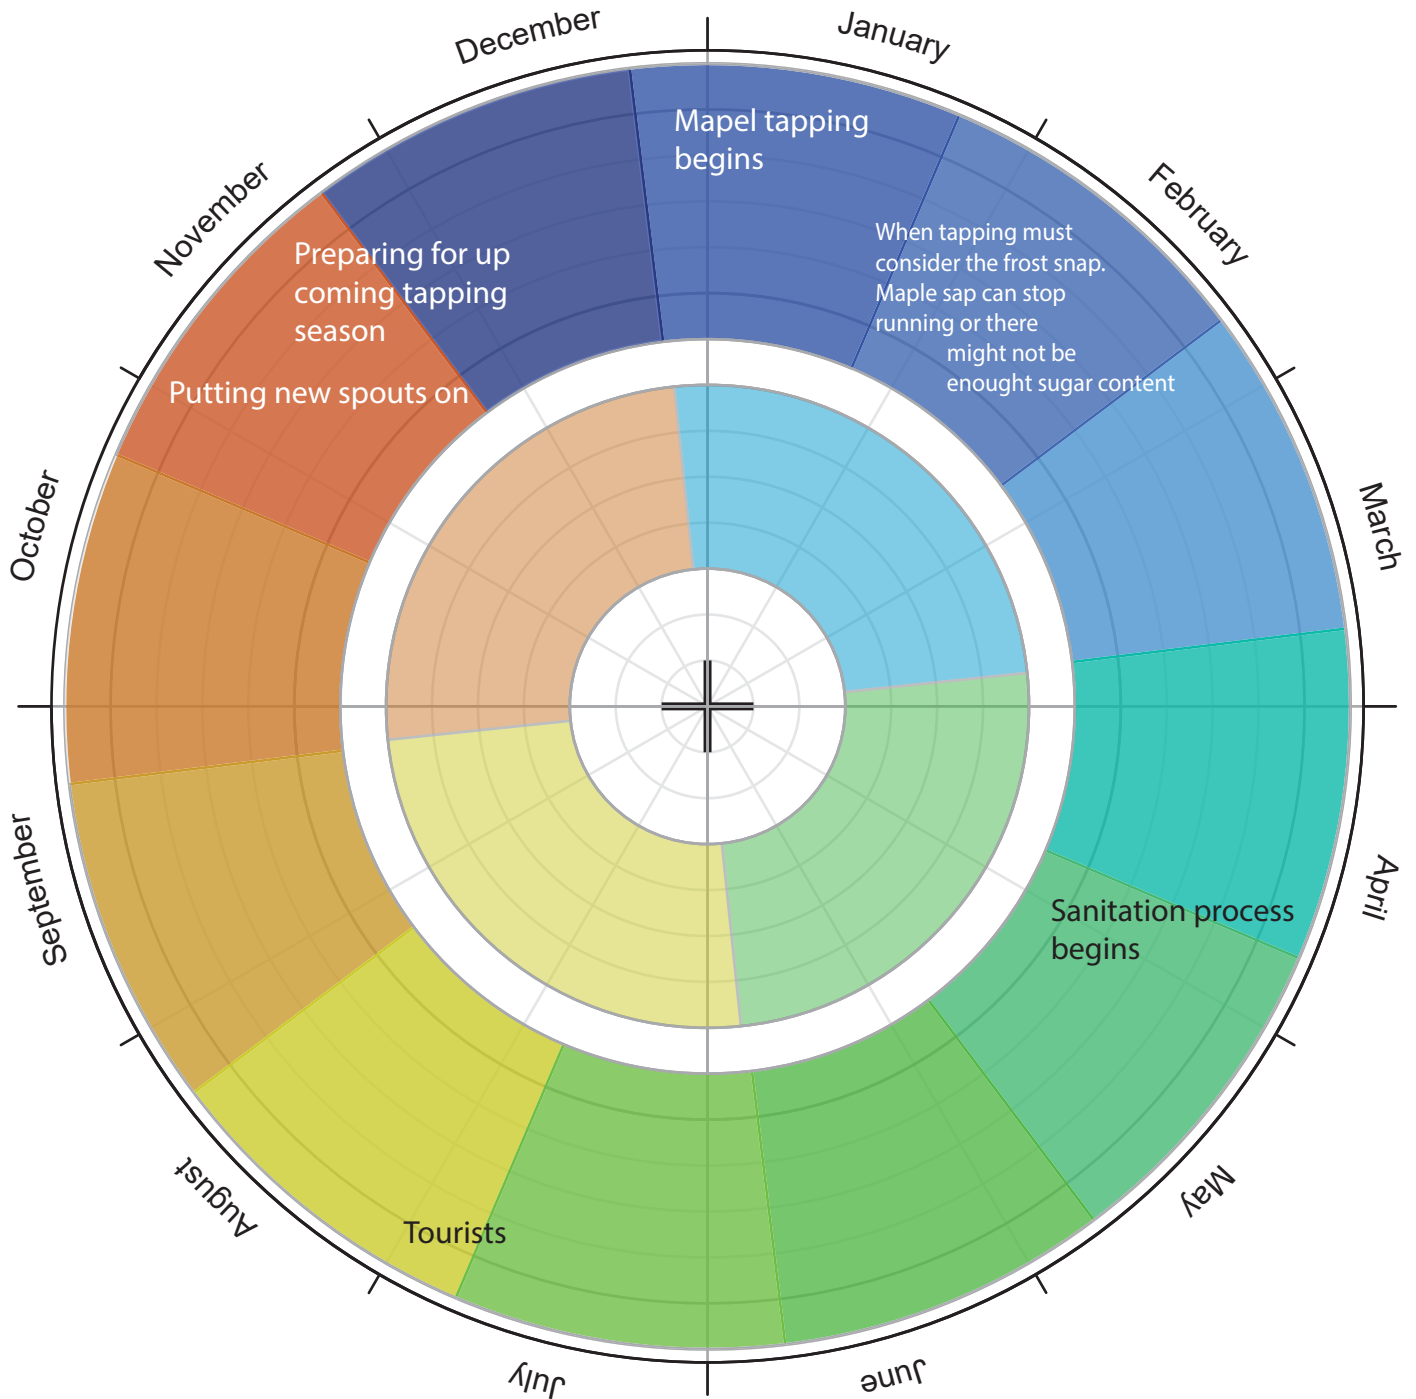 December
January
November
February
October
March
September
April
August
May
July
June
Mapel tapping
begins
When tapping must
consider the frost snap.
Maple sap can stop
running or there
might not be
enought sugar content
Preparing for up
coming tapping
season
Putting new spouts on
Sanitation process
begins
Tourists